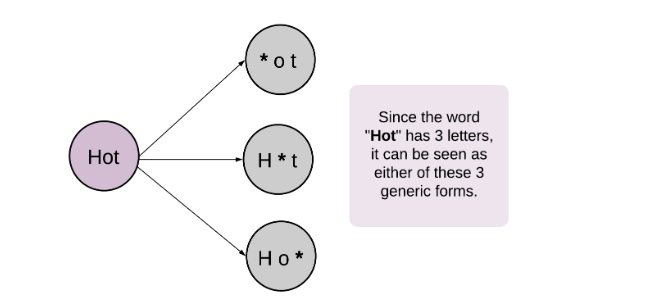 * o t
Hot
H * t
H o *
Since the word
"Hot" has 3 letters,
it can be seen as
either of these 3
generic forms.